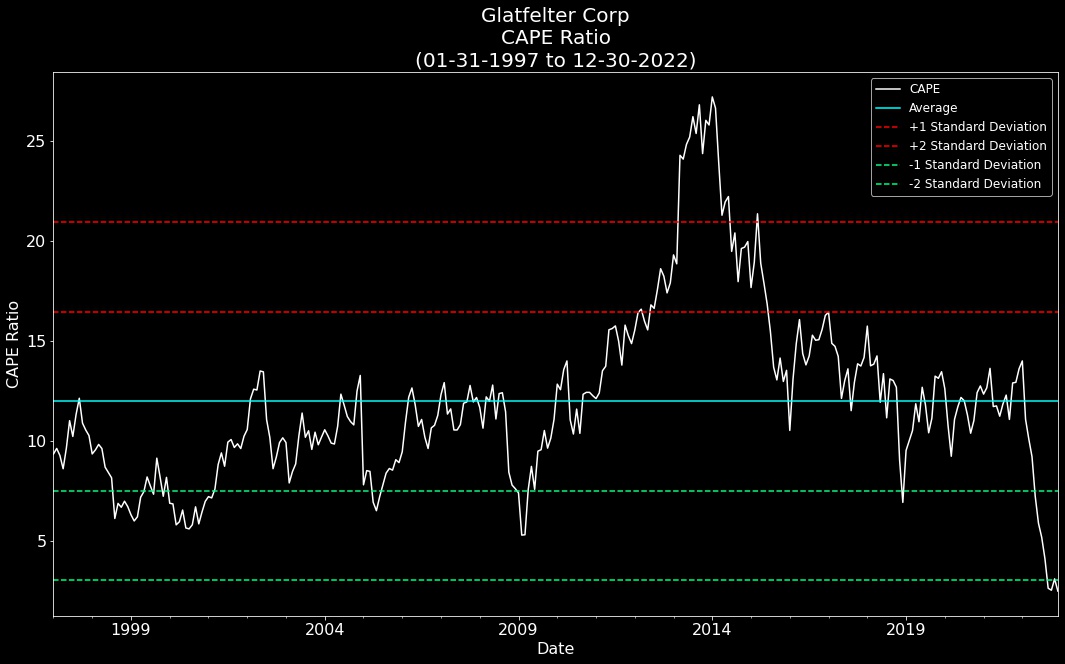 Glatfelter Corp
CAPE Ratio
(01-31-1997 to 12-30-2022)
CAPE
Average
+1 Standard Deviation
+2 Standard Deviation
-1 Standard Deviation
-2 Standard Deviation
CAPE Ratio
25
20
15
10
5
1999
2004
2009
2014
2019
Date